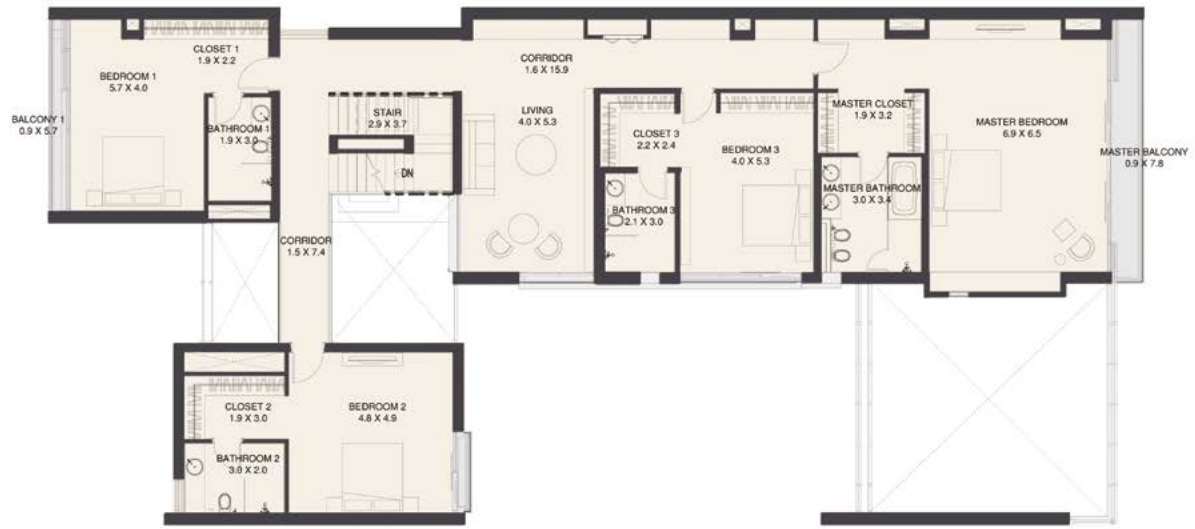 CLOSET 1
1.9 X 2.2
BEDROOM 1
5.7 X 4.0
BALCONY 1
0.9 X 5.7
BATHROOM 1
1.9 X 3.0
STAIR
2.9 X 3.7
DN
CORRIDOR
1.6 X 15.9
LIVING
4.0 X 5.3
CLOSET 3
2.2 X 2.4
BEDROOM 3
4.0 X 5.3
BATHROOM 3
2.1 X 3.0
MASTER CLOSET
1.9 X 3.2
MASTER BEDROOM
6.9 X 6.5
MASTER BALCONY
0.9 X 7.8
MASTER BATHROOM
3.0 X 3.4
CORRIDOR
1.5 X 7.4
CLOSET 2
1.9 X 3.0
BEDROOM 2
4.8 X 4.9
BATHROOM 2
3.0 X 2.0